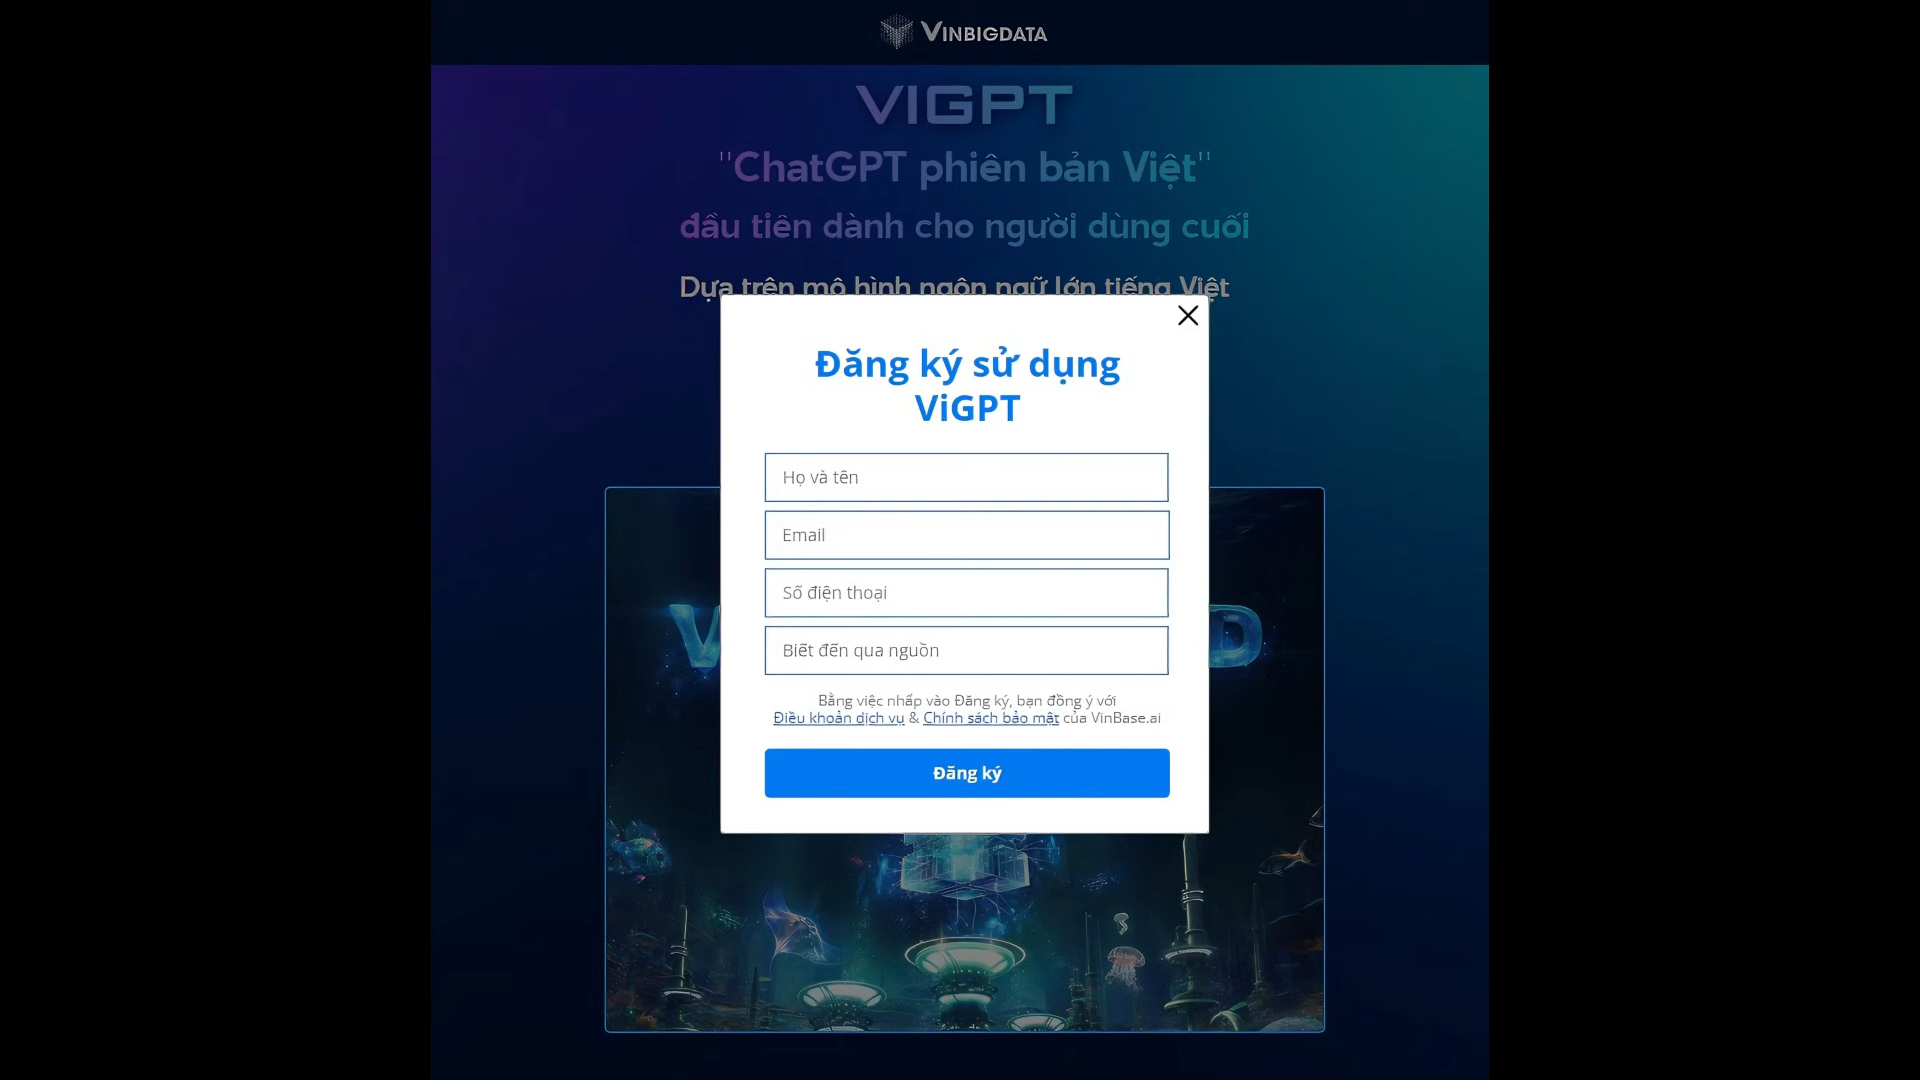 VINBIGDATA
VIGPT
"ChatGPT phiên bản Việt"
đầu tiên dành cho người dùng cuối
Dựa trên mô hình ngôn ngữ lớn tiếng Việt
Đăng ký sử dụng
ViGPT
Họ và tên
Email
Số điện thoại
Biết đến qua nguồn
Bằng việc nhấp vào Đăng ký, bạn đồng ý với
Điều khoản dịch vụ & Chính sách bảo mật của VinBase.ai
Đăng ký